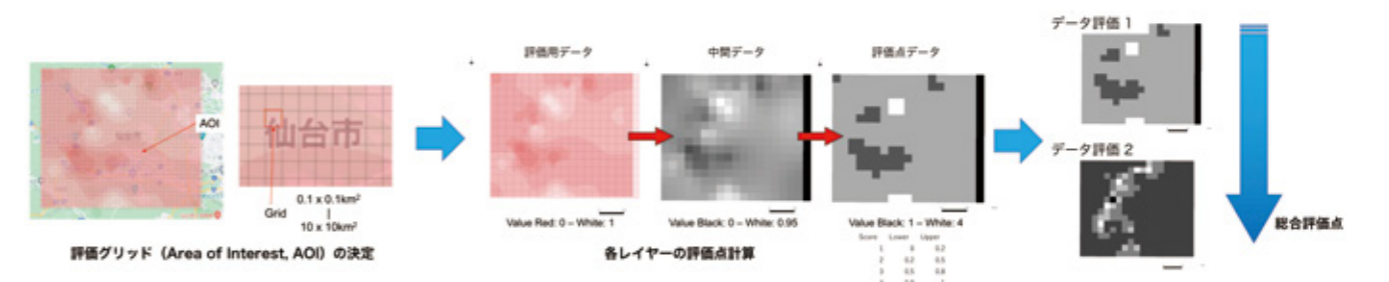 AOI
仙台市
仙台市
Grid
0.1 x 0.1km²
|
10 x 10km²
評価グリッド（Area of Interest, AOI）の決定
評価用データ
中間データ
評価点データ
Value Red: 0 – White: 1
Value Black: 0 – White: 0.95
Value Black: 1 – White: 4
Score Lower Upper
1 0 0.2
2 0.2 0.5
3 0.5 0.8
各レイヤーの評価点計算
データ評価 1
データ評価 2
総合評価点